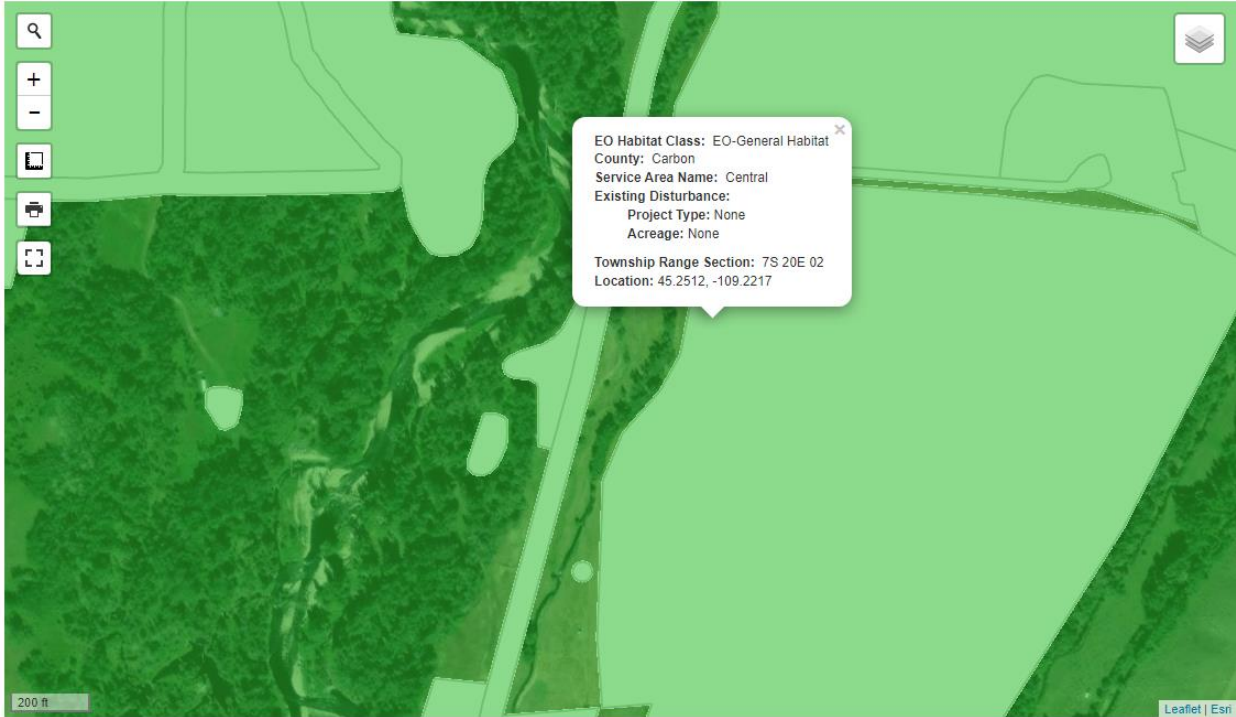 +
×
EO Habitat Class: EO-General Habitat
County: Carbon
Service Area Name: Central
Existing Disturbance:
Project Type: None
Acreage: None
Township Range Section: 7S 20E 02
Location: 45.2512, -109.2217
−
200 ft
Leaflet | Esri